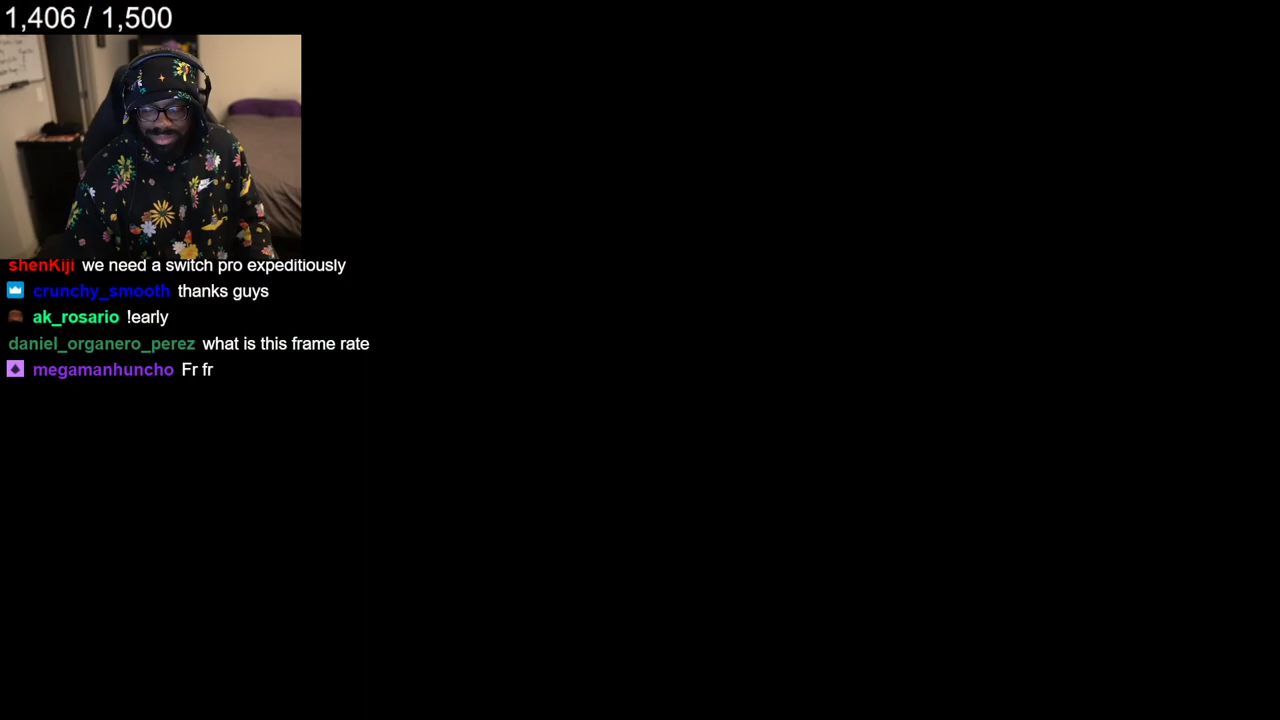 1,406 / 1,500
shenKiji we need a switch pro expeditiously
crunchy_smooth thanks guys
ak_rosario !early
daniel_organero_perez what is this frame rate
megamanhuncho Fr fr